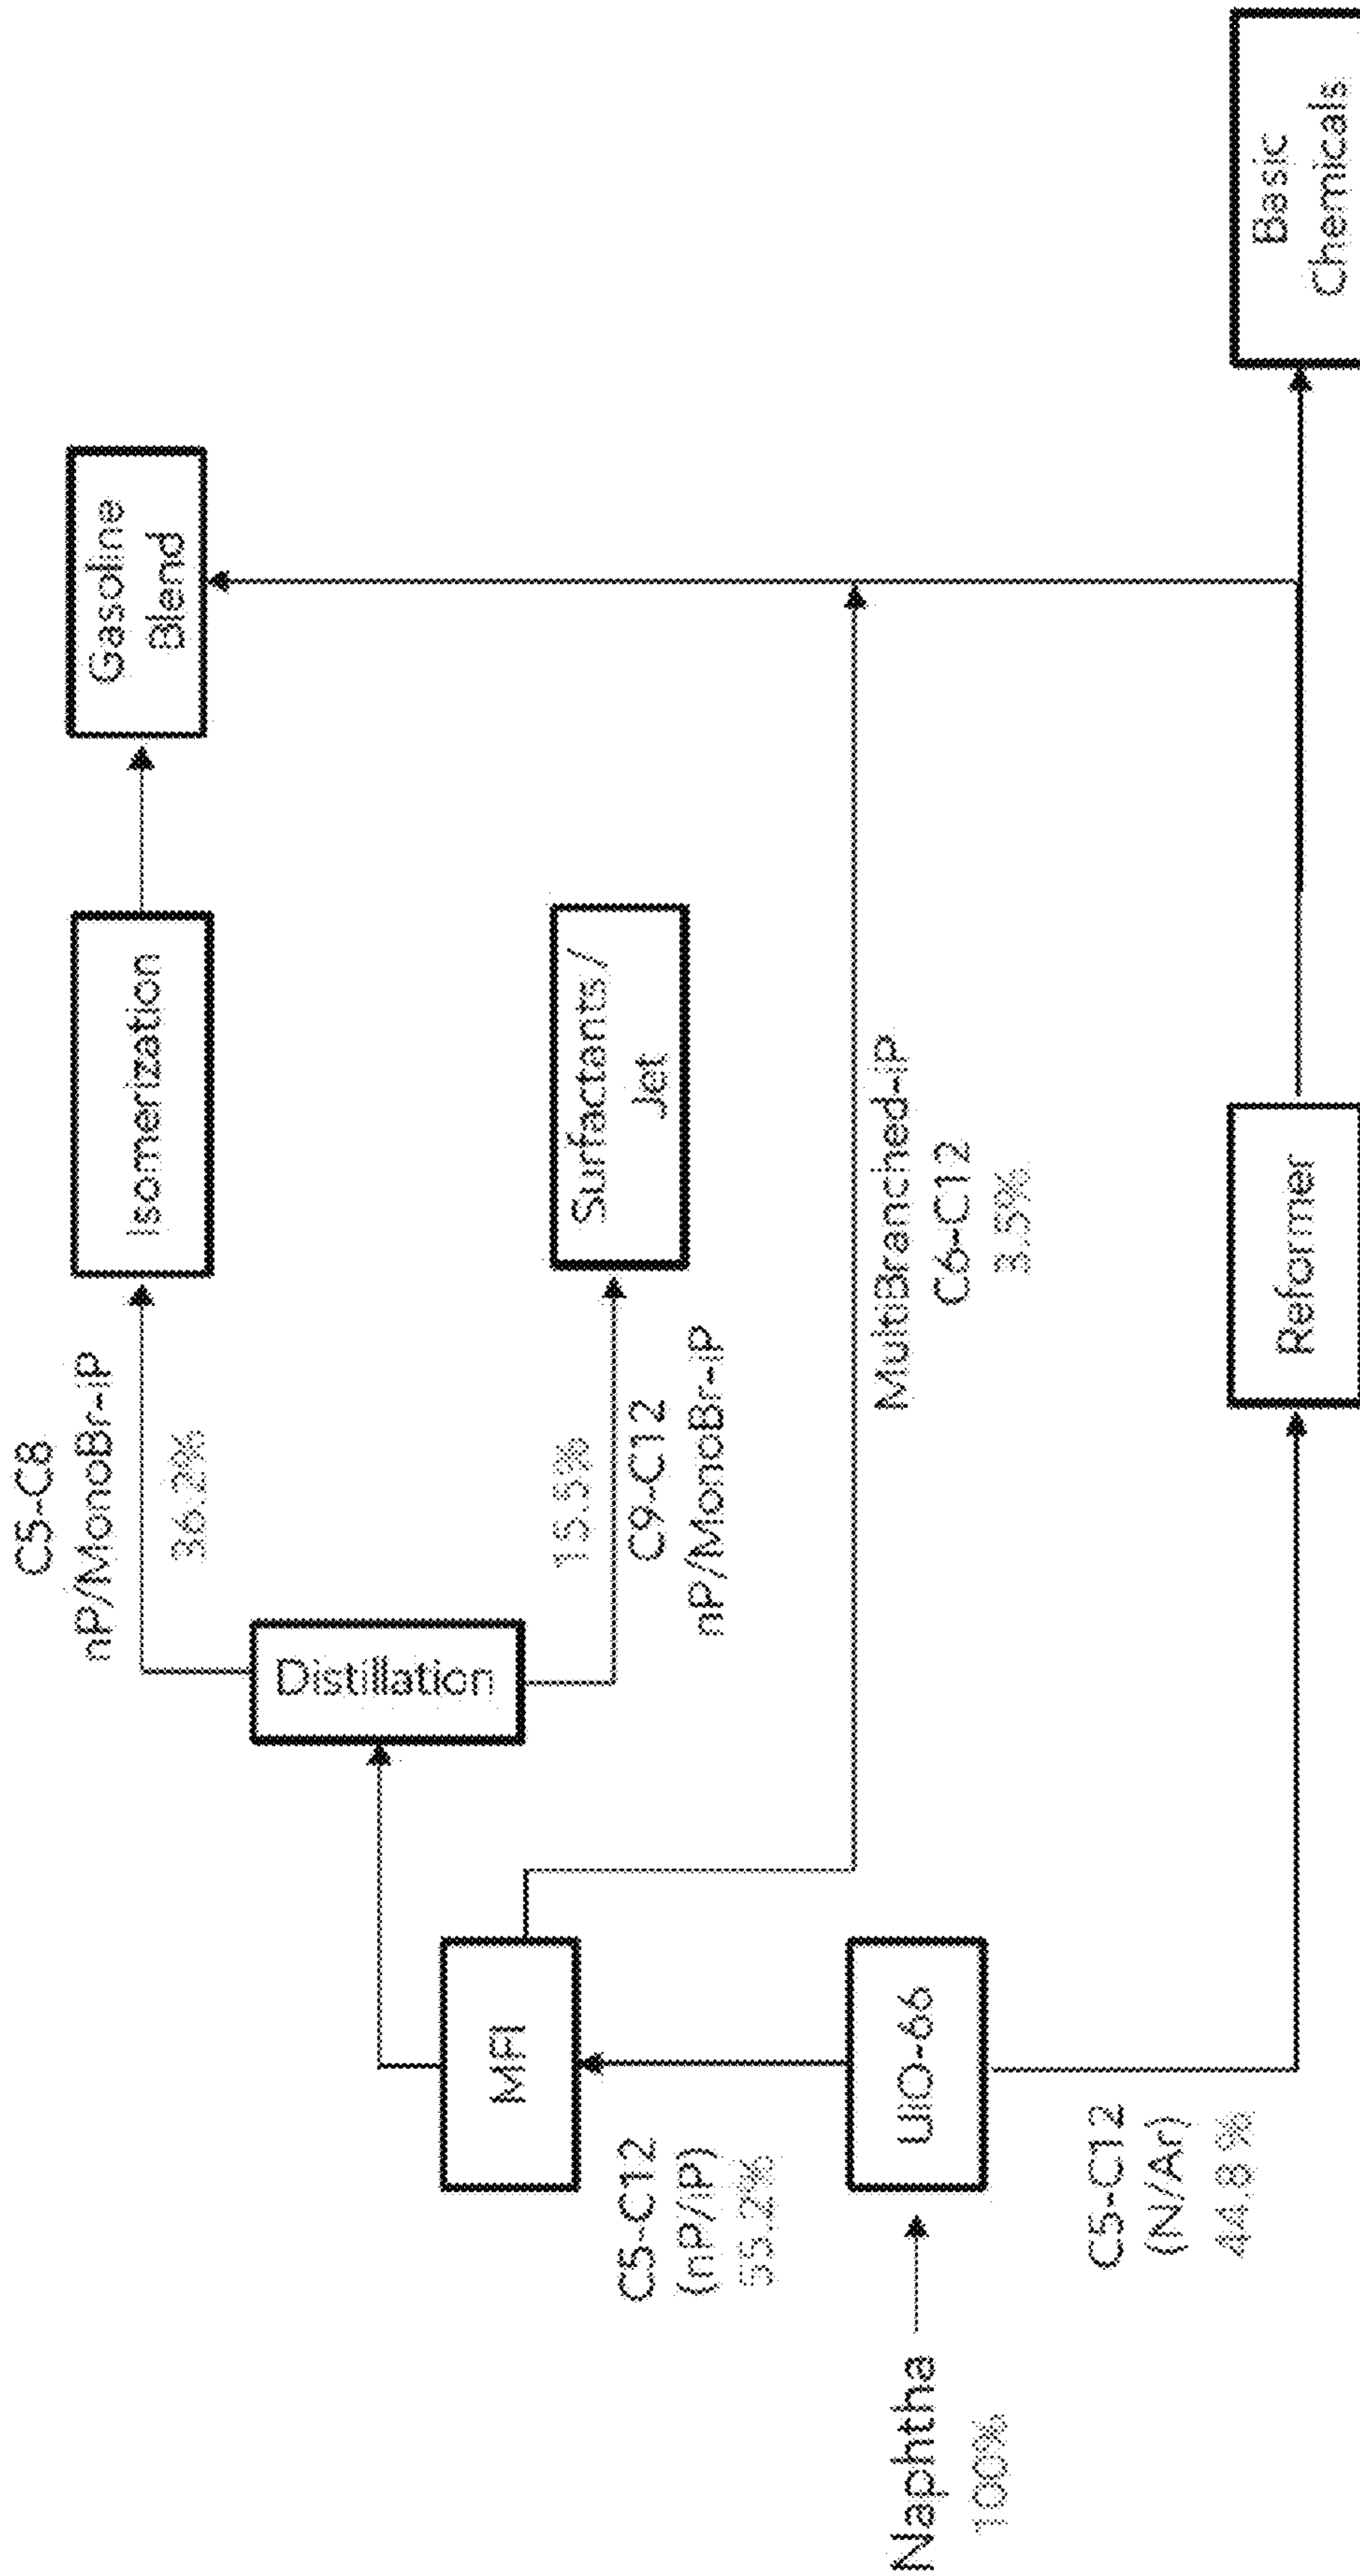 Naphtha
100%
UiO-66
C5-C12
(nP/iP)
55.2%
C5-C12
(N/Ar)
44.8 %
MFI
Distillation
C5-C8
nP/MonoBr-iP
36.2%
15.5%
C9-C12
nP/MonoBr-iP
Isomerization
Surfactants /
Jet
MultiBranched-iP
C6-C12
3.5%
Reformer
Gasoline
Blend
Basic
Chemicals